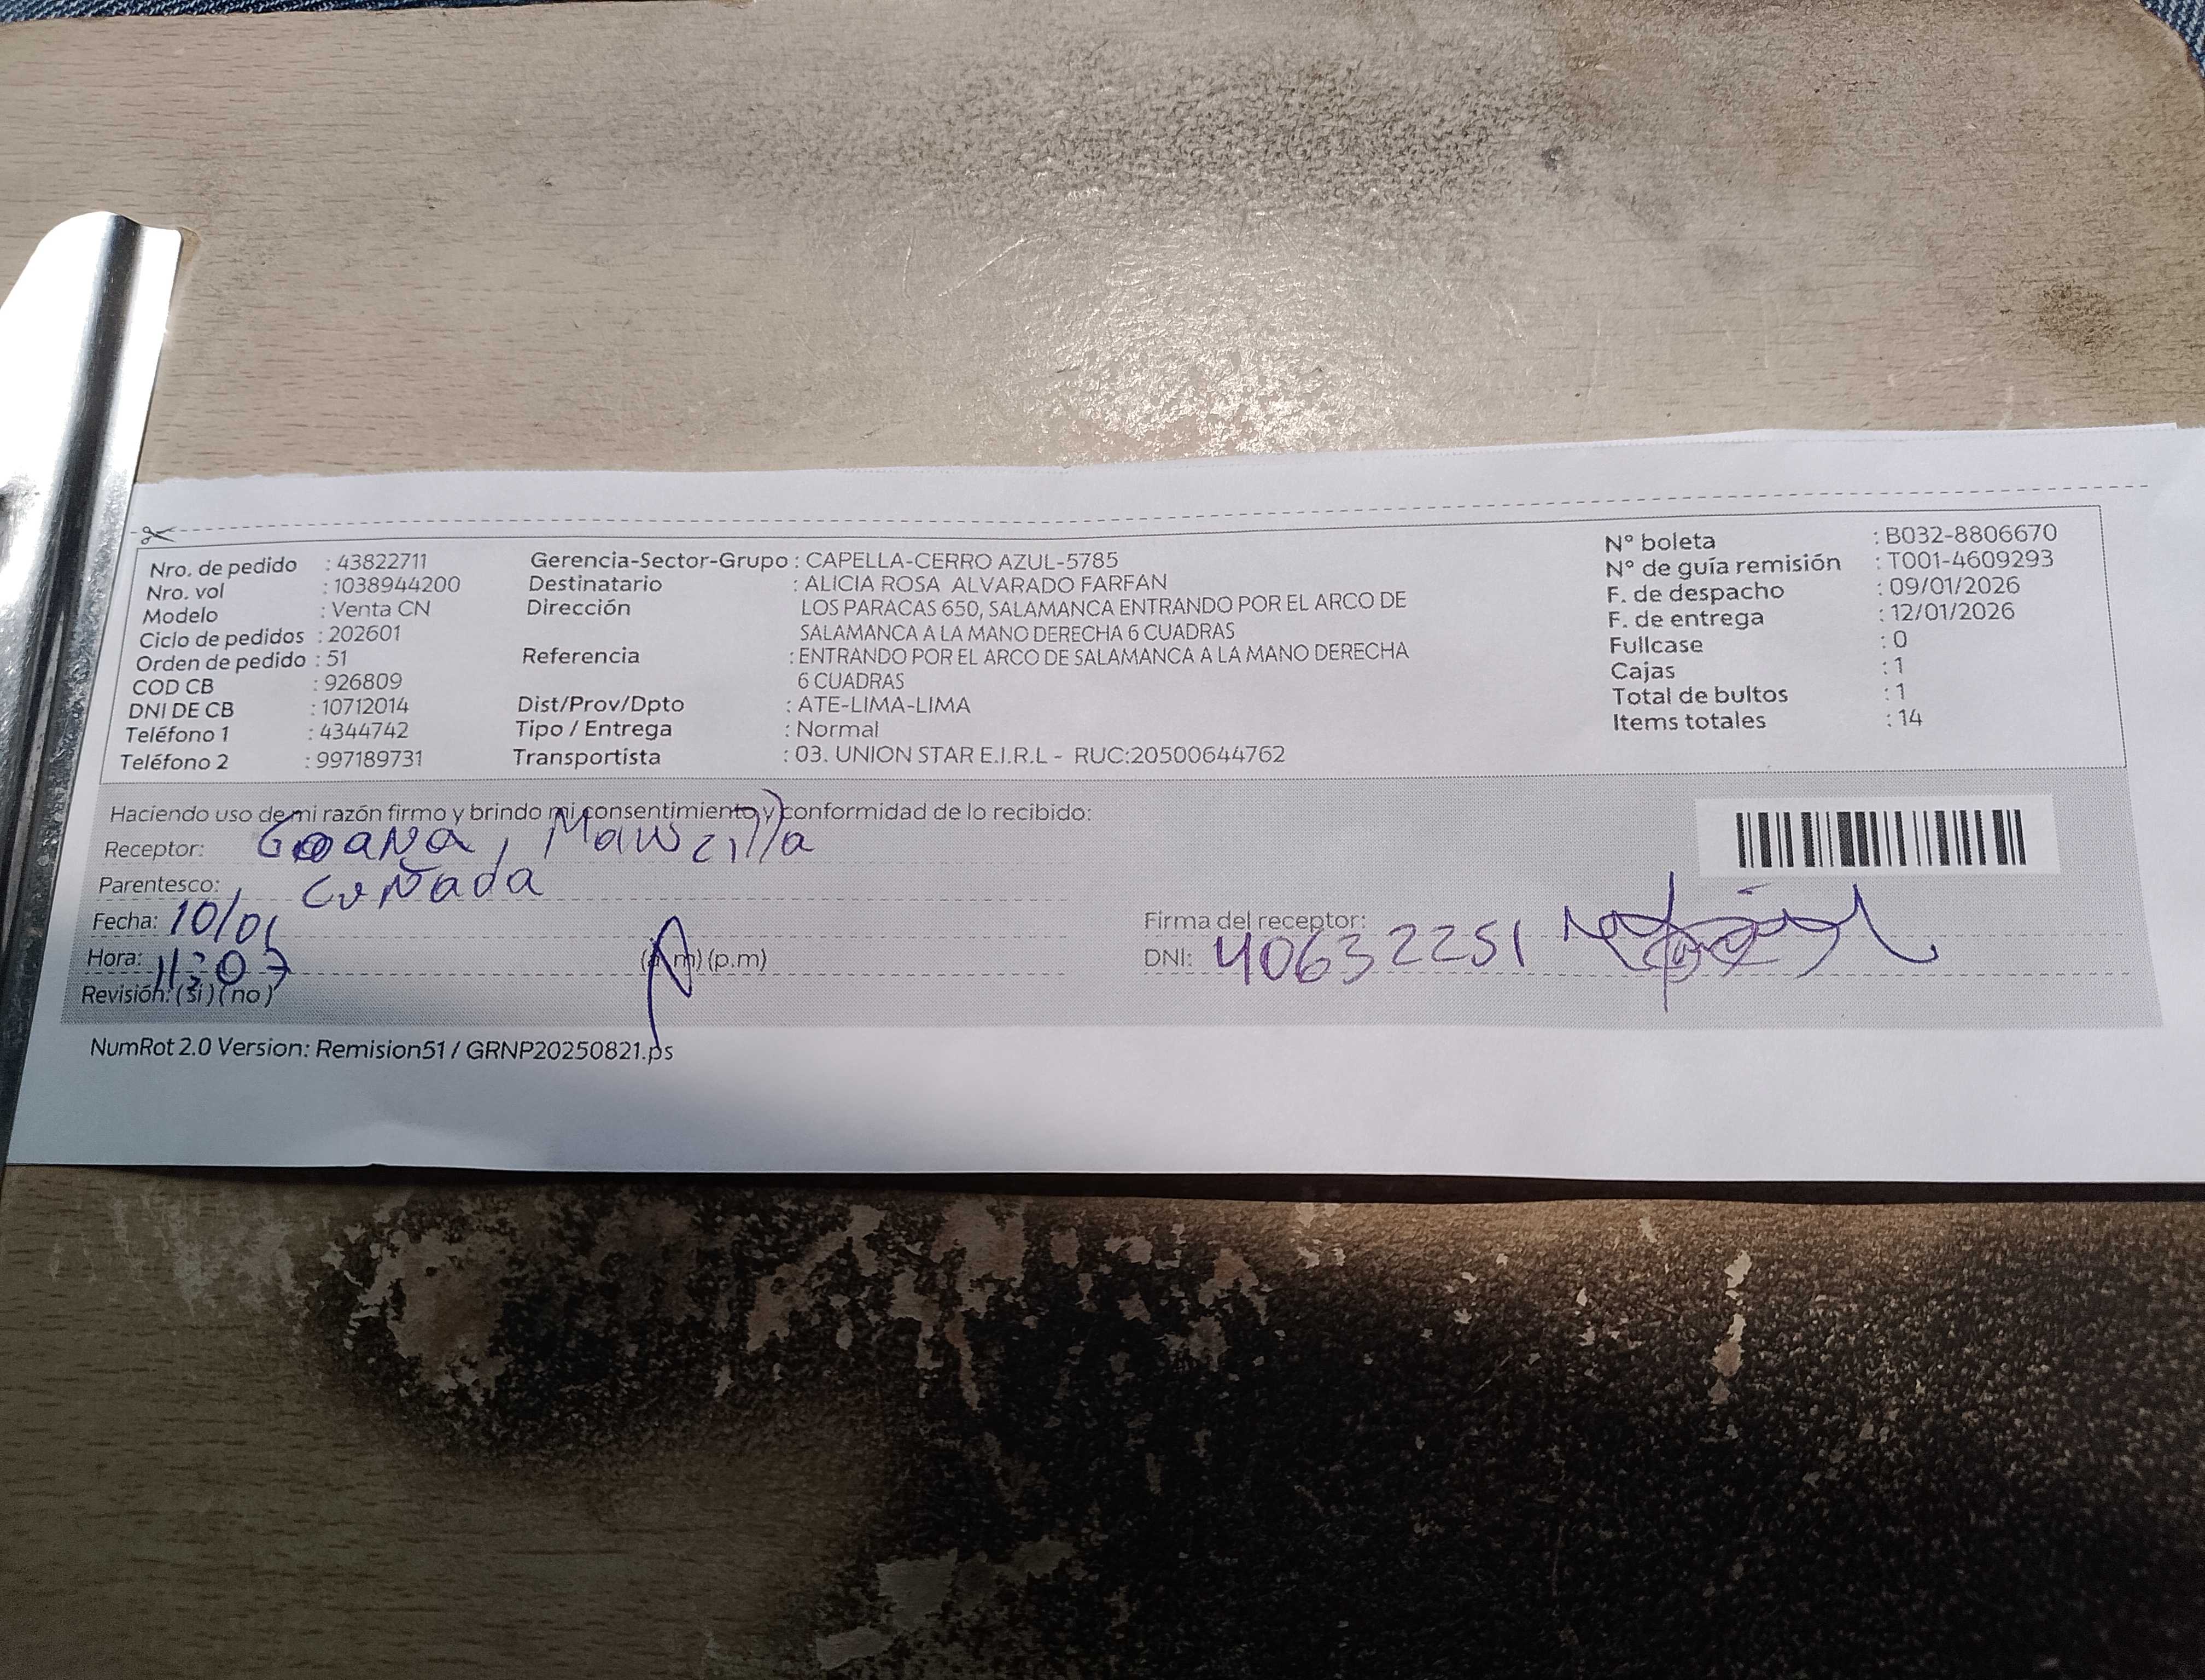 Nro. de pedido : 43822711
Nro. vol : 1038944200
Modelo : Venta CN
Ciclo de pedidos : 202601
Orden de pedido : 51
COD CB : 926809
DNI DE CB : 10712014
Teléfono 1 : 4344742
Teléfono 2 : 997189731
Gerencia-Sector-Grupo : CAPELLA-CERRO AZUL-5785
Destinatario : ALICIA ROSA ALVARADO FARFAN
Dirección LOS PARACAS 650, SALAMANCA ENTRANDO POR EL ARCO DE
SALAMANCA A LA MANO DERECHA 6 CUADRAS
Referencia : ENTRANDO POR EL ARCO DE SALAMANCA A LA MANO DERECHA
6 CUADRAS
Dist/Prov/Dpto : ATE-LIMA-LIMA
Tipo / Entrega : Normal
Transportista : 03. UNION STAR E.I.R.L - RUC:20500644762
N° boleta : B032-8806670
N° de guía remisión : T001-4609293
F. de despacho : 09/01/2026
F. de entrega : 12/01/2026
Fullcase : 0
Cajas : 1
Total de bultos : 1
Items totales : 14
Haciendo uso de mi razón firmo y brindo mi consentimiento y conformidad de lo recibido:
Receptor: Manzilla
Parentesco: Cuñada
Fecha: 10/01
Hora: 11:07 (a.m) (p.m)
Revisión: (si) (no)
Firma del receptor:
DNI: 40632251
NumRot 2.0 Version: Remision51 / GRNP20250821.ps